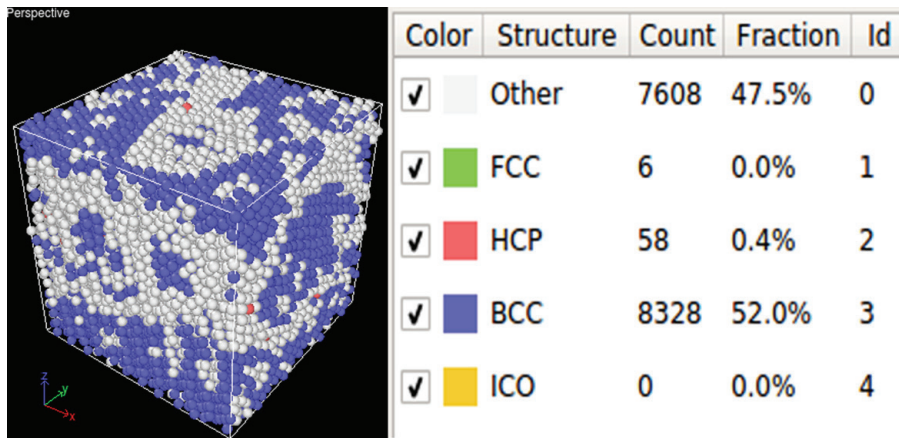 Perspective
z
y
x
Color Structure Count Fraction Id
Other 7608 47.5% 0
FCC 6 0.0% 1
HCP 58 0.4% 2
BCC 8328 52.0% 3
ICO 0 0.0% 4